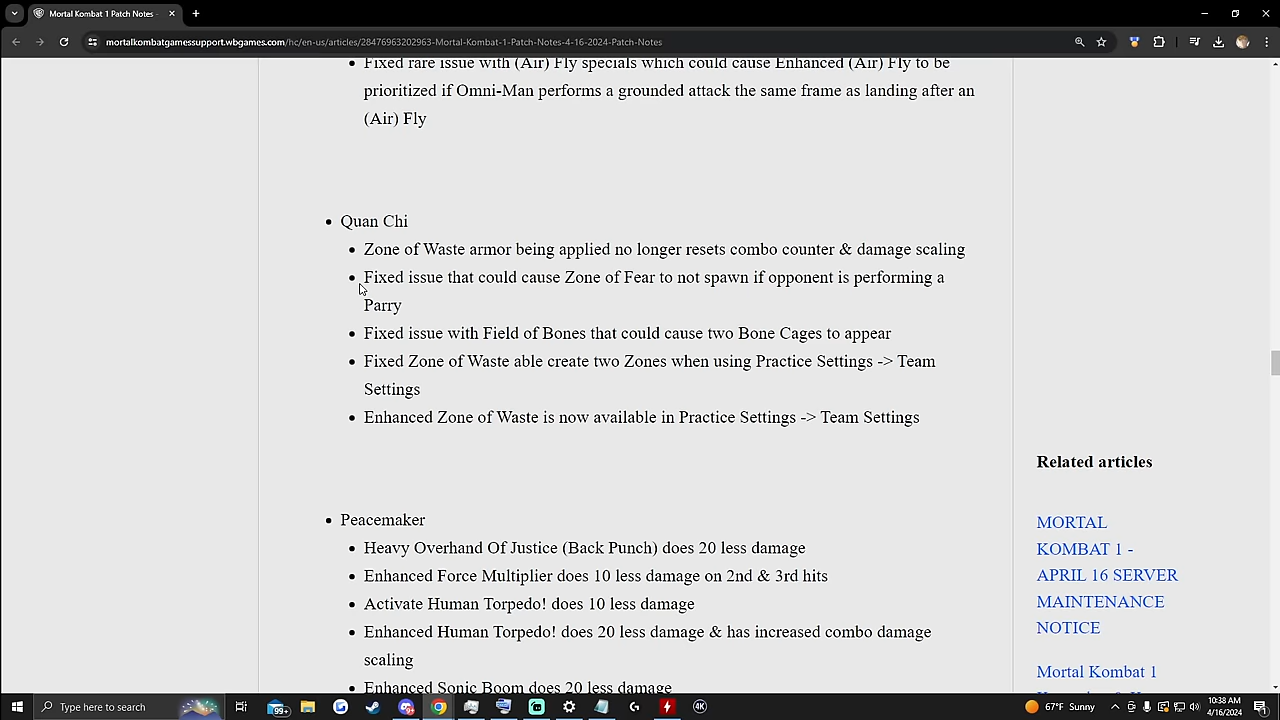 Mortal Kombat 1 Patch Notes -
mortalkombatgamessupport.wbgames.com/hc/en-us/articles/28476963202963-Mortal-Kombat-1-Patch-Notes-4-16-2024-Patch-Notes
Fixed rare issue with (Air) Fly specials which could cause Enhanced (Air) Fly to be
prioritized if Omni-Man performs a grounded attack the same frame as landing after an
(Air) Fly
Quan Chi
Zone of Waste armor being applied no longer resets combo counter & damage scaling
Fixed issue that could cause Zone of Fear to not spawn if opponent is performing a
Parry
Fixed issue with Field of Bones that could cause two Bone Cages to appear
Fixed Zone of Waste able create two Zones when using Practice Settings -> Team
Settings
Enhanced Zone of Waste is now available in Practice Settings -> Team Settings
Peacemaker
Heavy Overhand Of Justice (Back Punch) does 20 less damage
Enhanced Force Multiplier does 10 less damage on 2nd & 3rd hits
Activate Human Torpedo! does 10 less damage
Enhanced Human Torpedo! does 20 less damage & has increased combo damage
scaling
Enhanced Sonic Boom does 20 less damage
Related articles
MORTAL
KOMBAT 1 -
APRIL 16 SERVER
MAINTENANCE
NOTICE
Mortal Kombat 1
Type here to search
99+
4K
67°F Sunny
10:38 AM
4/16/2024